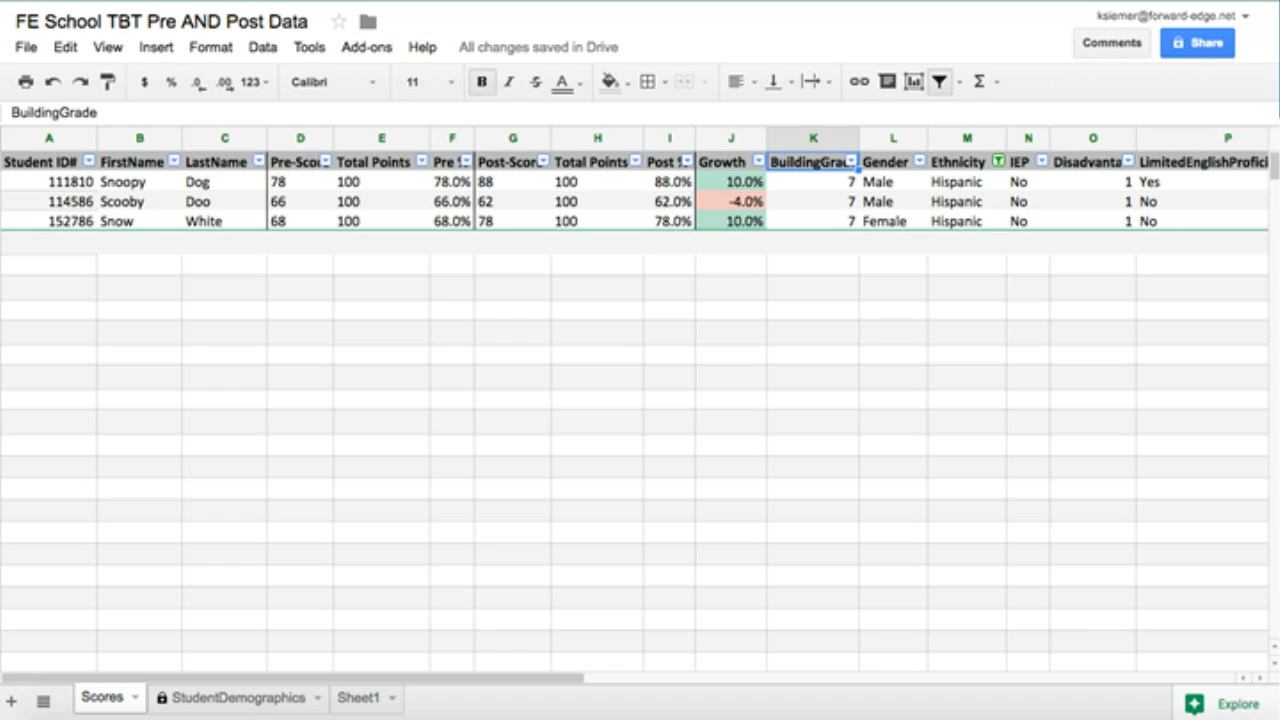 FE School TBT Pre AND Post Data
ksiemer@forward-edge.net
File Edit View Insert Format Data Tools Add-ons Help All changes saved in Drive
Comments Share
$ % .0 .00 123 Calibri 11 B I S A Σ
BuildingGrade
A B C D E F G H I J K L M N O P
Student ID# FirstName LastName Pre-Scor Total Points Pre % Post-Scor Total Points Post % Growth BuildingGrad Gender Ethnicity IEP Disadvanta LimitedEnglishProfici
111810 Snoopy Dog 78 100 78.0% 88 100 88.0% 10.0% 7 Male Hispanic No 1 Yes
114586 Scooby Doo 66 100 66.0% 62 100 62.0% -4.0% 7 Male Hispanic No 1 No
152786 Snow White 68 100 68.0% 78 100 78.0% 10.0% 7 Female Hispanic No 1 No
Scores StudentDemographics Sheet1 Explore